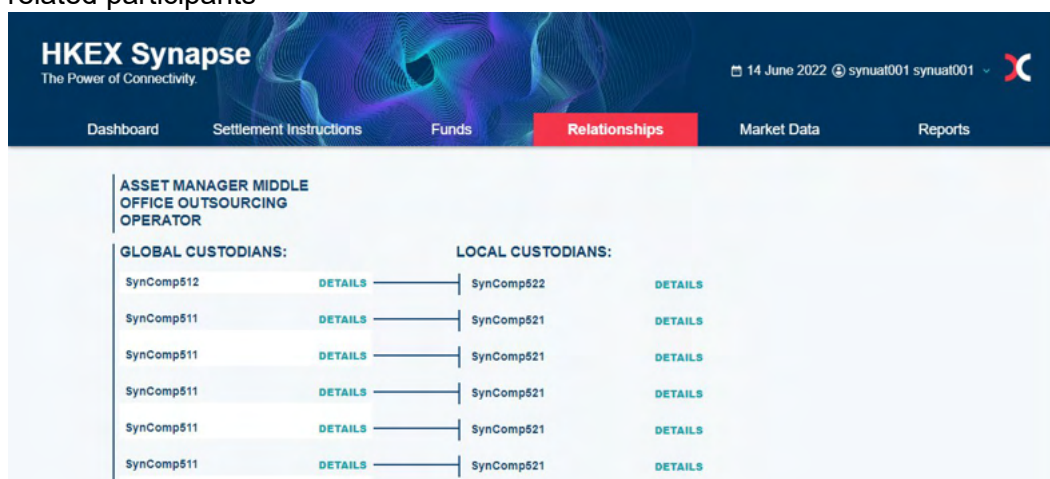 related participants
HKEX Synapse
The Power of Connectivity.
14 June 2022 synuat001 synuat001
Dashboard Settlement Instructions Funds Relationships Market Data Reports
ASSET MANAGER MIDDLE
OFFICE OUTSOURCING
OPERATOR
GLOBAL CUSTODIANS: LOCAL CUSTODIANS:
SynComp512 DETAILS SynComp522 DETAILS
SynComp511 DETAILS SynComp521 DETAILS
SynComp511 DETAILS SynComp521 DETAILS
SynComp511 DETAILS SynComp521 DETAILS
SynComp511 DETAILS SynComp521 DETAILS
SynComp511 DETAILS SynComp521 DETAILS